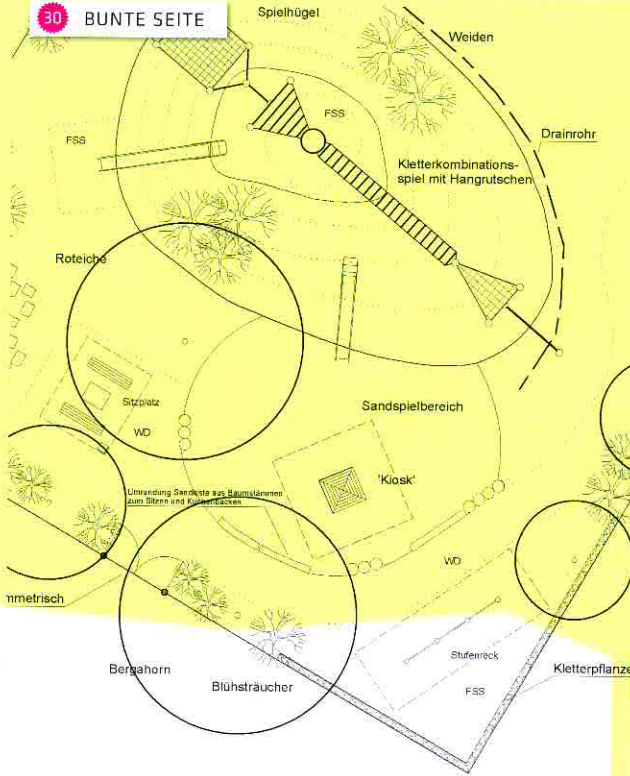 30 BUNTE SEITE
Spielhügel
Weiden
FSS
Drainrohr
FSS
Kletterkombinations-
spiel mit Hangrutschen
Roteiche
Sitzplatz
Sandspielbereich
WD
'Kiosk'
Umrandung Sandkiste aus Baumstämmen
zum Sitzen und Kuchenbacken
WD
mmetrisch
Stufenreck
Bergahorn
Kletterpflanze
Blühsträucher
FSS